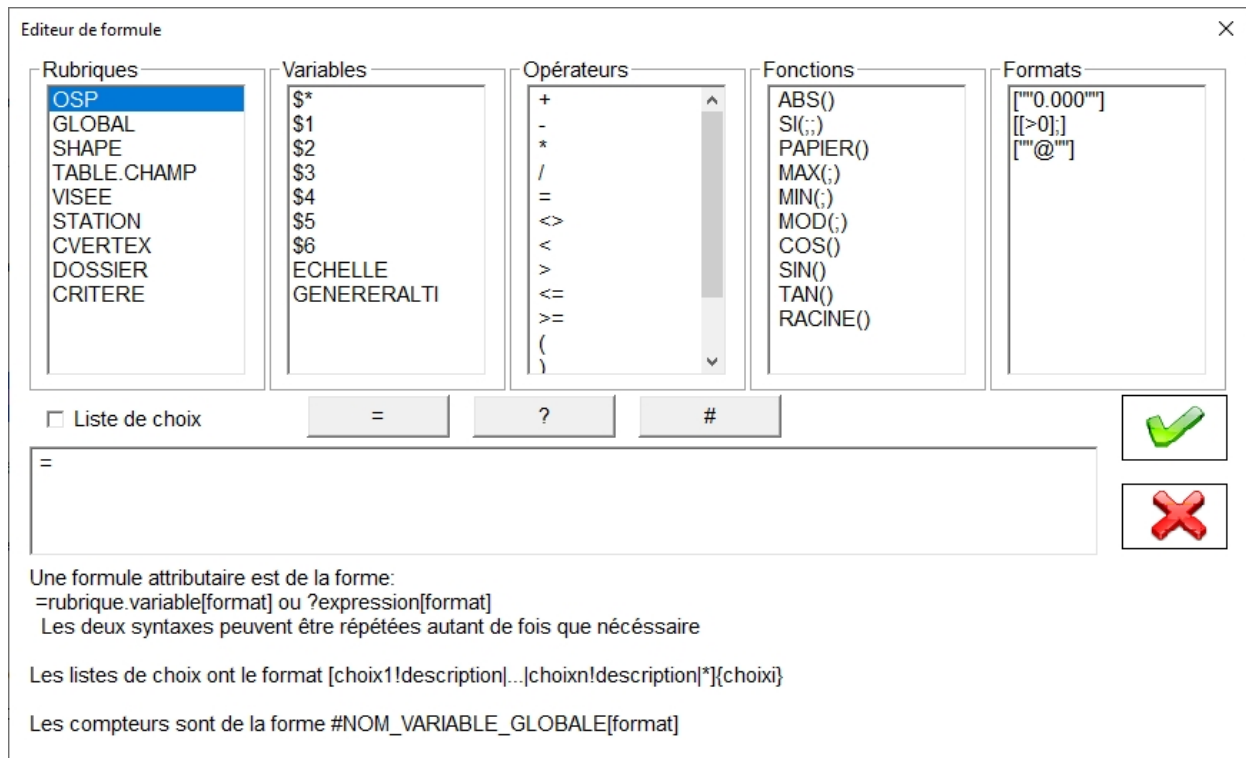 Editeur de formule
Rubriques
OSP
GLOBAL
SHAPE
TABLE.CHAMP
VISEE
STATION
CVERTEX
DOSSIER
CRITERE
Variables
$*
$1
$2
$3
$4
$5
$6
ECHELLE
GENERERALTI
Opérateurs
+
-
*
/
=
<>
<
>
<=
>=
(
)
Fonctions
ABS()
SI(;;)
PAPIER()
MAX(;)
MIN(;)
MOD(;)
COS()
SIN()
TAN()
RACINE()
Formats
[""0.000""]
[[>0];]
[""@""]
Liste de choix
=
?
#
=
Une formule attributaire est de la forme:
=rubrique.variable[format] ou ?expression[format]
Les deux syntaxes peuvent être répétées autant de fois que nécéssaire
Les listes de choix ont le format [choix1!description|...|choixn!description|*]{choixi}
Les compteurs sont de la forme #NOM_VARIABLE_GLOBALE[format]